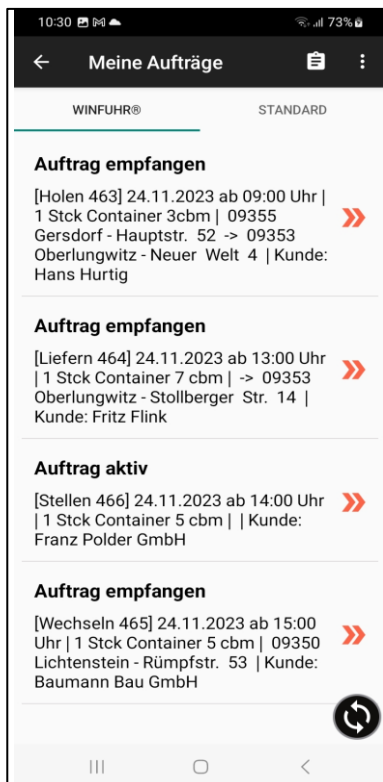 10:30 73%
Meine Aufträge
WINFUHR® STANDARD
Auftrag empfangen
[Holen 463] 24.11.2023 ab 09:00 Uhr |
1 Stck Container 3cbm | 09355
Gersdorf - Hauptstr. 52 -> 09353
Oberlungwitz - Neuer Welt 4 | Kunde:
Hans Hurtig
Auftrag empfangen
[Liefern 464] 24.11.2023 ab 13:00 Uhr
| 1 Stck Container 7 cbm | -> 09353
Oberlungwitz - Stollberger Str. 14 |
Kunde: Fritz Flink
Auftrag aktiv
[Stellen 466] 24.11.2023 ab 14:00 Uhr
| 1 Stck Container 5 cbm | | Kunde:
Franz Polder GmbH
Auftrag empfangen
[Wechseln 465] 24.11.2023 ab 15:00
Uhr | 1 Stck Container 5 cbm | 09350
Lichtenstein - Rümpfstr. 53 | Kunde:
Baumann Bau GmbH